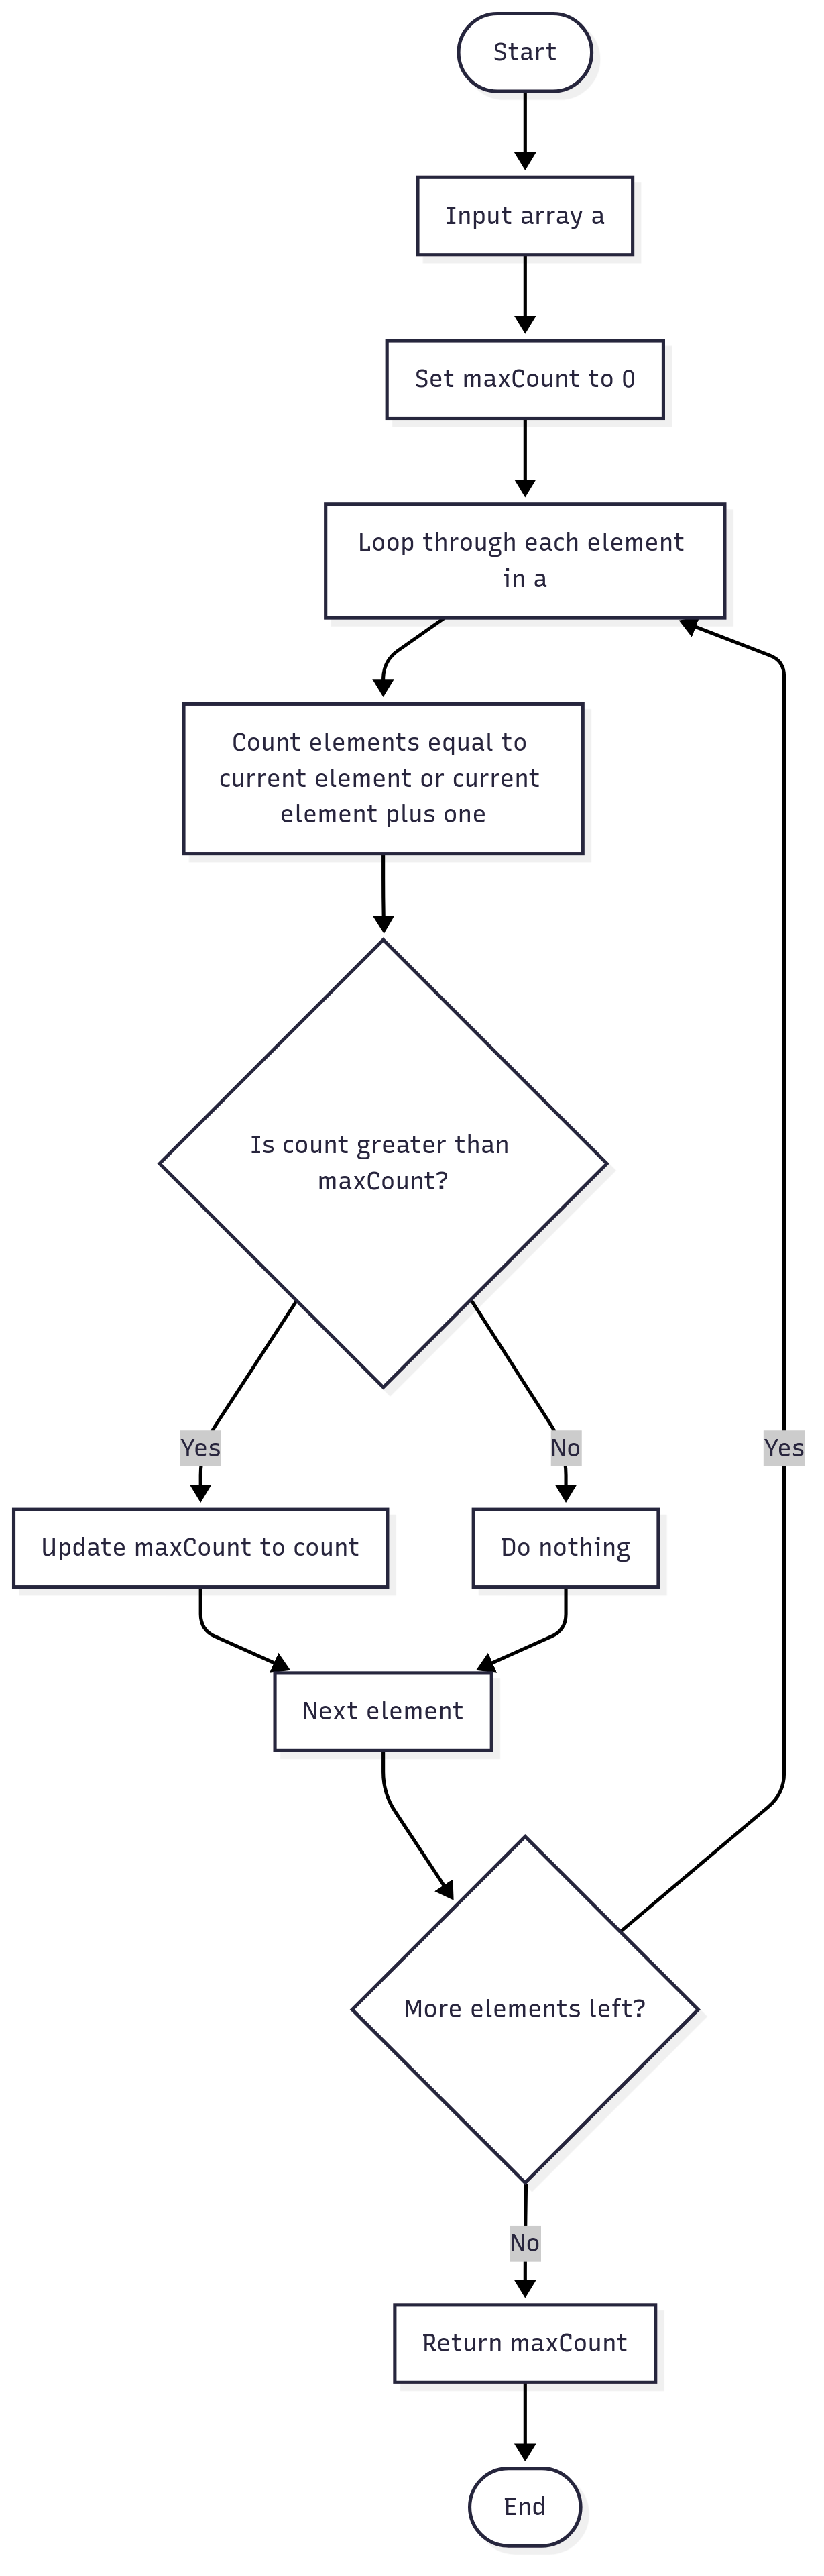 Start
Input array a
Set maxCount to 0
Loop through each element
in a
Count elements equal to
current element or current
element plus one
Is count greater than
maxCount?
Yes
No
Yes
Update maxCount to count
Do nothing
Next element
More elements left?
No
Return maxCount
End